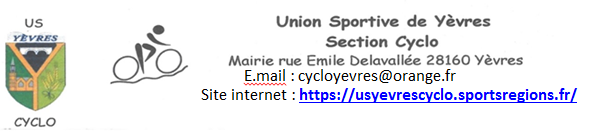 US
YÈVRES
CYCLO
Union Sportive de Yèvres
Section Cyclo
Mairie rue Emile Delavallée 28160 Yèvres
E.mail : cycloyevres@orange.fr
Site internet : https://usyevrescyclo.sportsregions.fr/